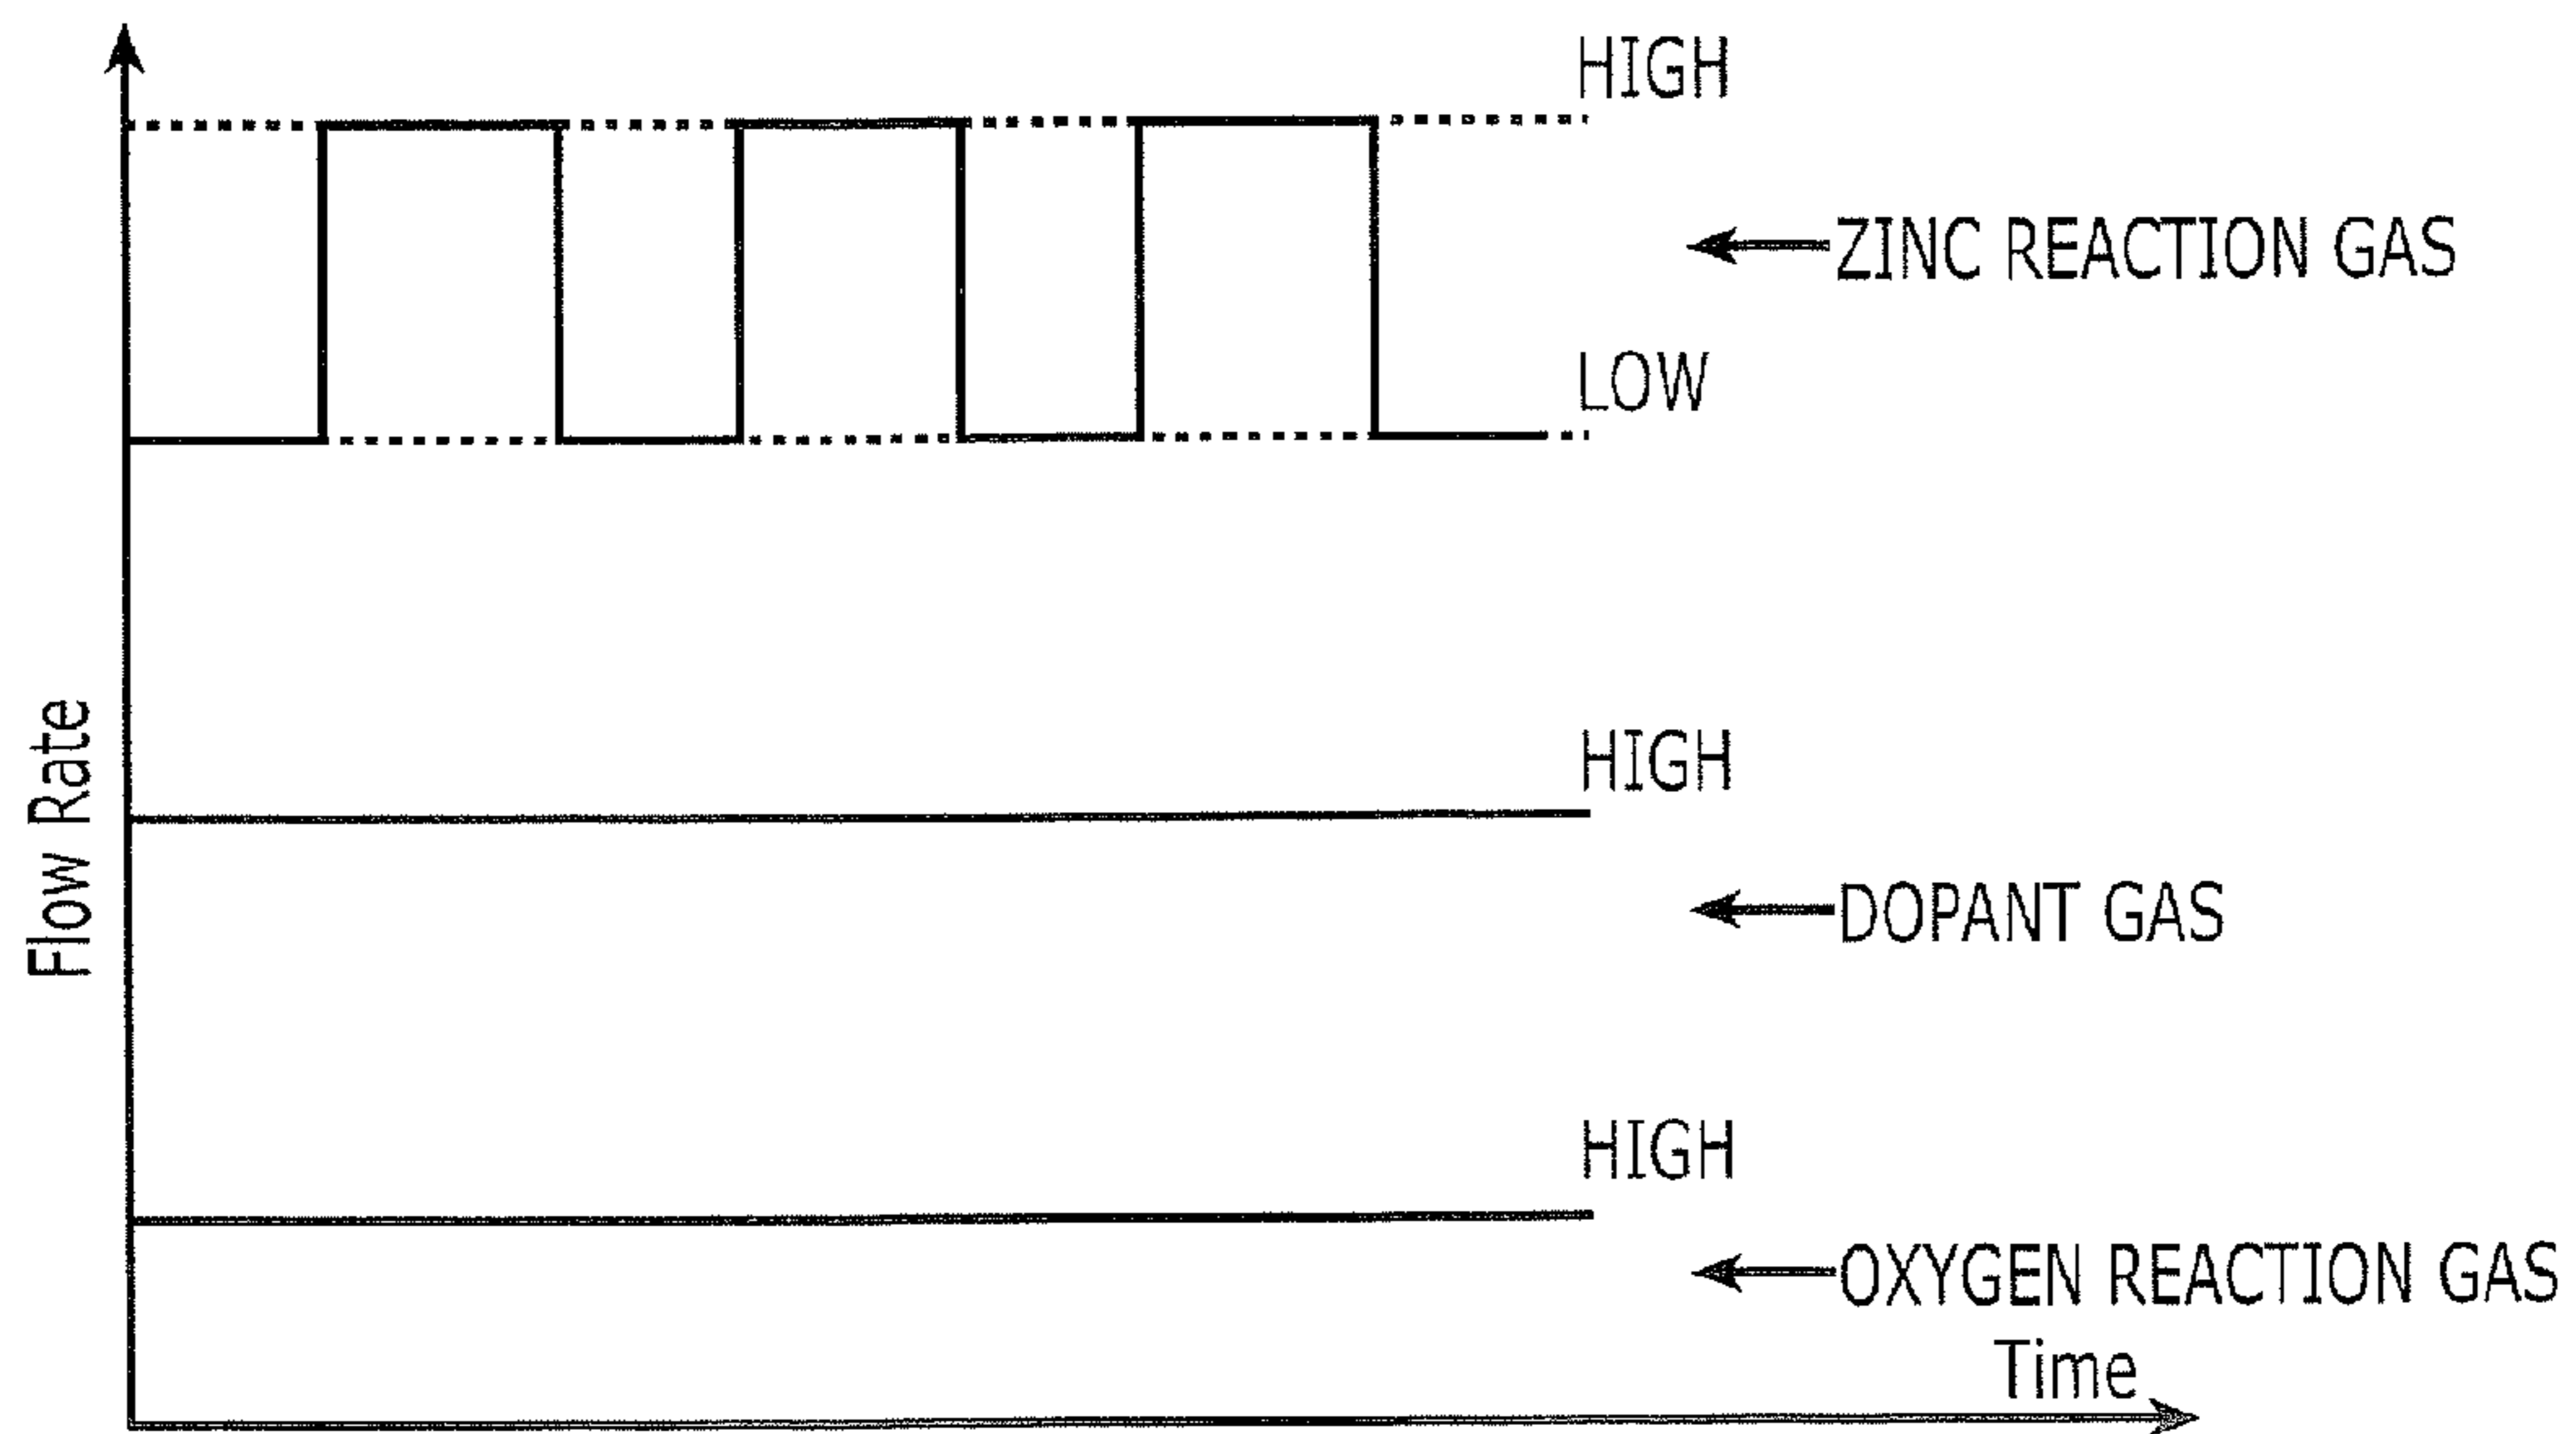 HIGH
ZINC REACTION GAS
LOW
HIGH
Flow Rate
DOPANT GAS
HIGH
OXYGEN REACTION GAS
Time